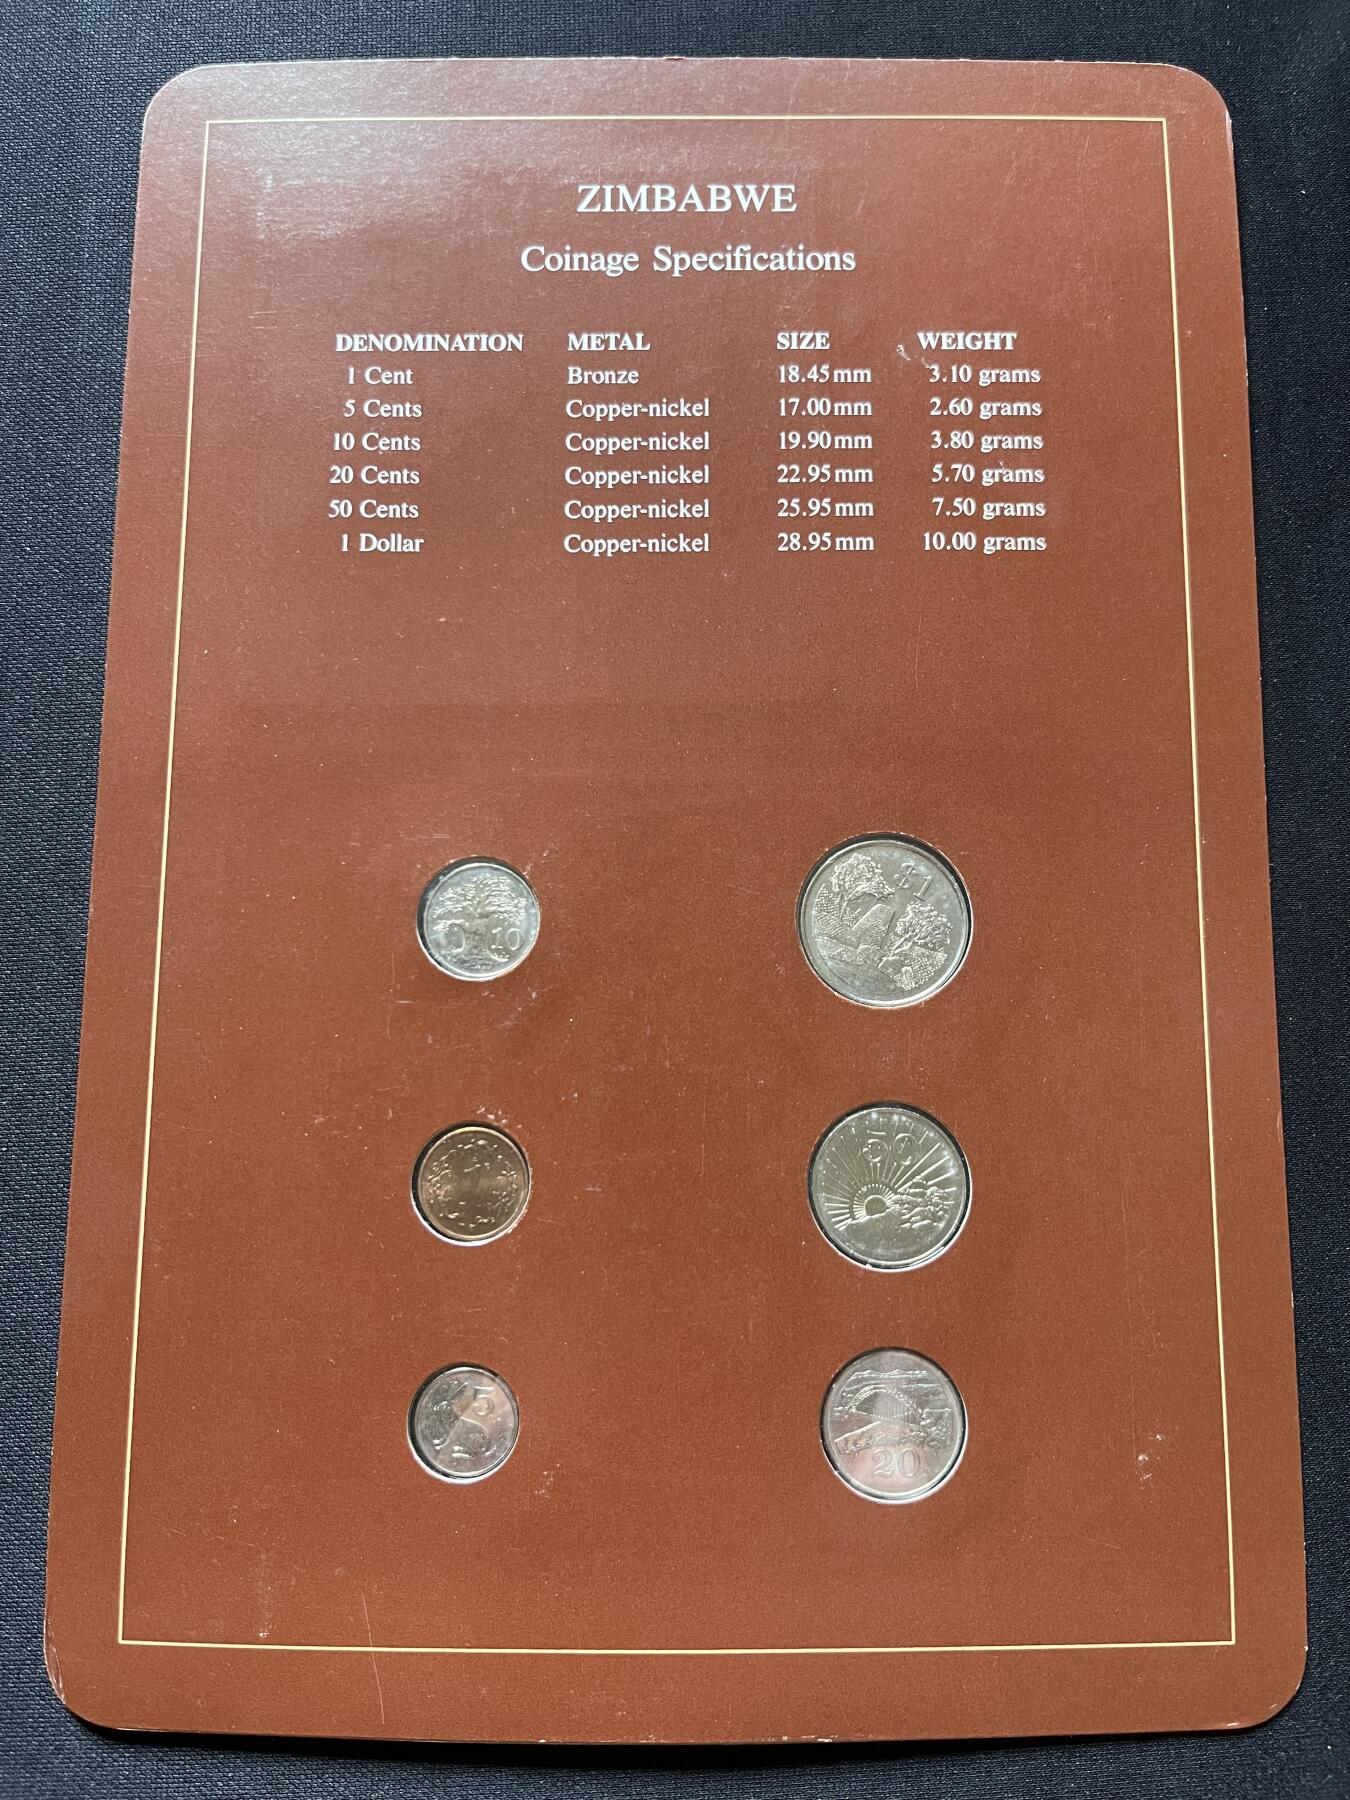 ZIMBABWE
Coinage Specifications
DENOMINATION METAL SIZE WEIGHT
1 Cent Bronze 18.45 mm 3.10 grams
5 Cents Copper-nickel 17.00 mm 2.60 grams
10 Cents Copper-nickel 19.90 mm 3.80 grams
20 Cents Copper-nickel 22.95 mm 5.70 grams
50 Cents Copper-nickel 25.95 mm 7.50 grams
1 Dollar Copper-nickel 28.95 mm 10.00 grams
10
$1
1
50
5
20